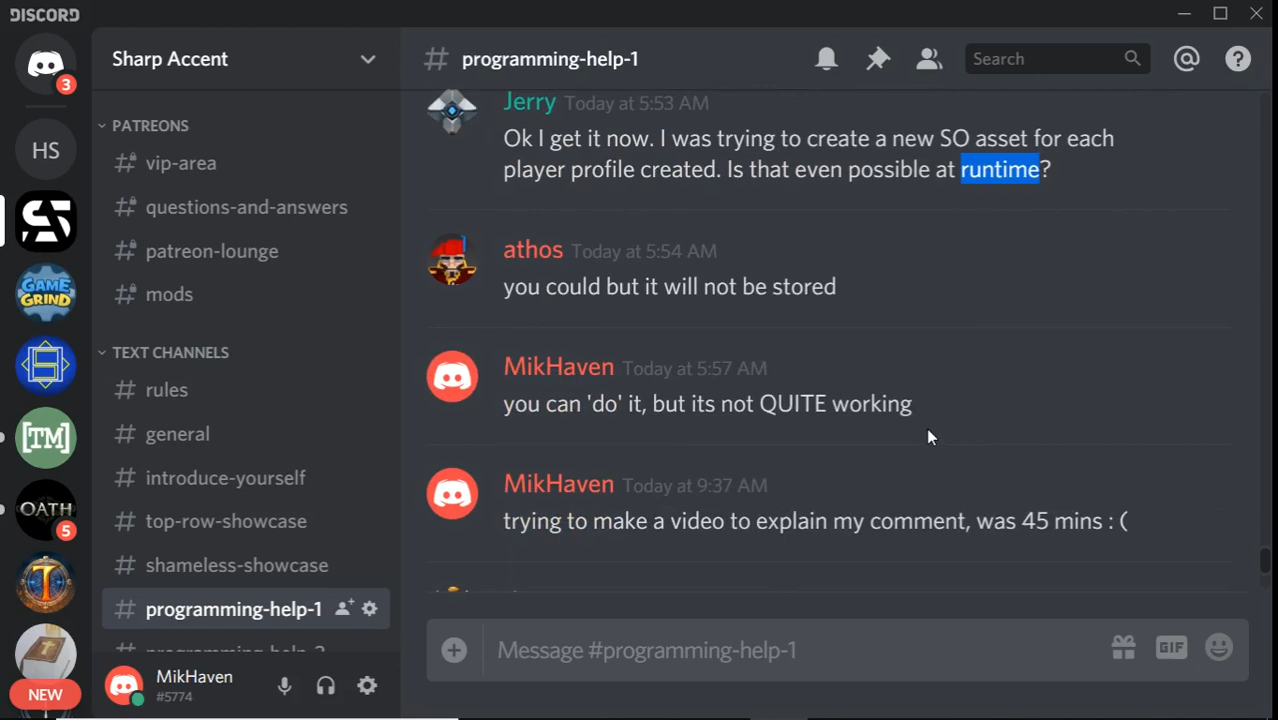 DISCORD
3
HS
GAME
GRIND
[TM]
OATH
5
NEW
Sharp Accent
PATREONS
vip-area
questions-and-answers
patreon-lounge
mods
TEXT CHANNELS
# rules
# general
# introduce-yourself
# top-row-showcase
# shameless-showcase
# programming-help-1
MikHaven
#5774
# programming-help-1
Search
Jerry Today at 5:53 AM
Ok I get it now. I was trying to create a new SO asset for each
player profile created. Is that even possible at runtime?
athos Today at 5:54 AM
you could but it will not be stored
MikHaven Today at 5:57 AM
you can 'do' it, but its not QUITE working
MikHaven Today at 9:37 AM
trying to make a video to explain my comment, was 45 mins : (
Message #programming-help-1
GIF